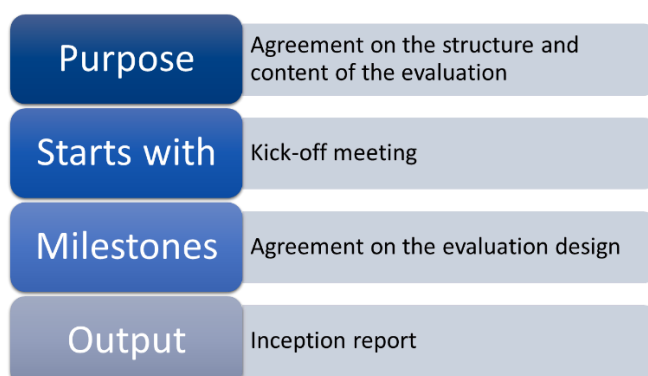 Purpose
Agreement on the structure and
content of the evaluation
Starts with
Kick-off meeting
Milestones
Agreement on the evaluation design
Output
Inception report